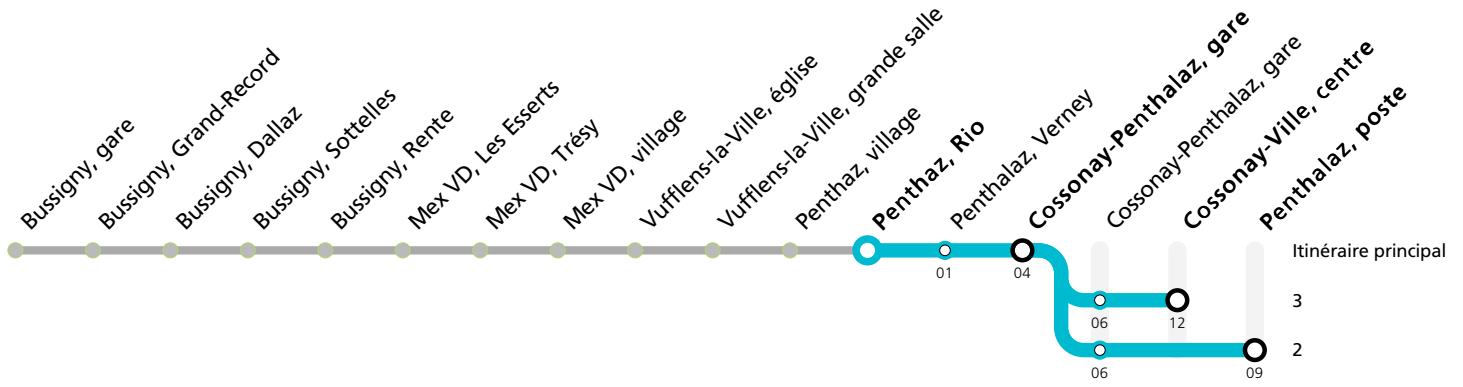 Bussigny, gare
Bussigny, Grand-Record
Bussigny, Dallaz
Bussigny, Sottelles
Bussigny, Rente
Mex VD, Les Esserts
Mex VD, Trésy
Mex VD, village
Vufflens-la-Ville, église
Vufflens-la-Ville, grande salle
Penthaz, village
Penthaz, Rio
Penthalaz, Verney
Cossonay-Penthalaz, gare
Cossonay-Penthalaz, gare
Cossonay-Ville, centre
Penthalaz, poste
Itinéraire principal
01
04
3
06
12
2
06
09